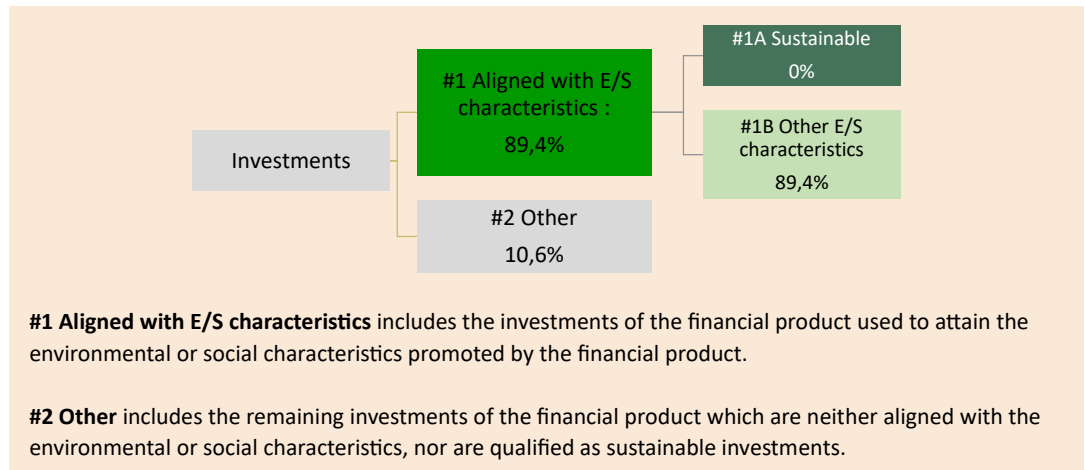 Investments
#1 Aligned with E/S
characteristics :
89,4%
#2 Other
10,6%
#1A Sustainable
0%
#1B Other E/S
characteristics
89,4%
#1 Aligned with E/S characteristics includes the investments of the financial product used to attain the
environmental or social characteristics promoted by the financial product.
#2 Other includes the remaining investments of the financial product which are neither aligned with the
environmental or social characteristics, nor are qualified as sustainable investments.